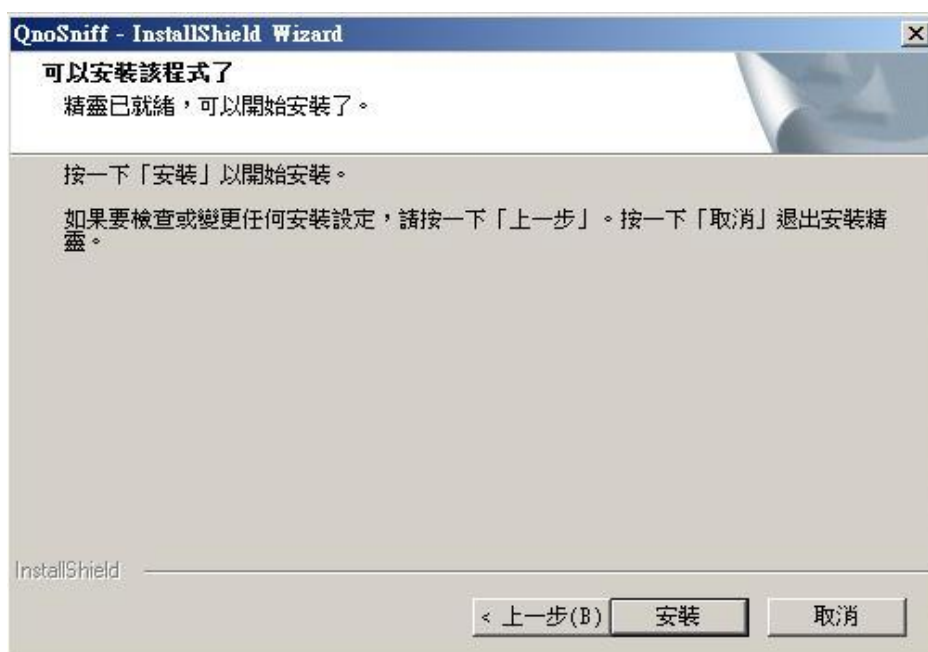 QnoSniff - InstallShield Wizard
可以安裝該程式了
精靈已就緒，可以開始安裝了。
按一下「安裝」以開始安裝。
如果要檢查或變更任何安裝設定，請按一下「上一步」。按一下「取消」退出安裝精
靈。
InstallShield
< 上一步(B)
安裝
取消